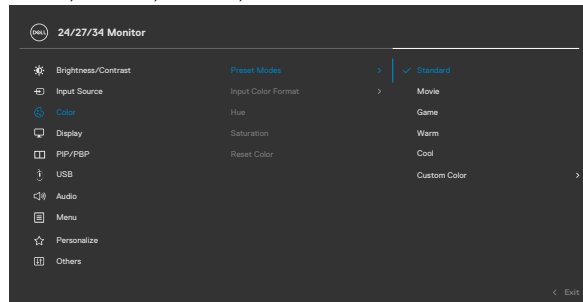 DELL
24/27/34 Monitor
Brightness/Contrast
Preset Modes
Standard
Input Source
Input Color Format
Movie
Color
Hue
Game
Display
Saturation
Warm
PIP/PBP
Reset Color
Cool
USB
Custom Color
Audio
Menu
Personalize
Others
Exit